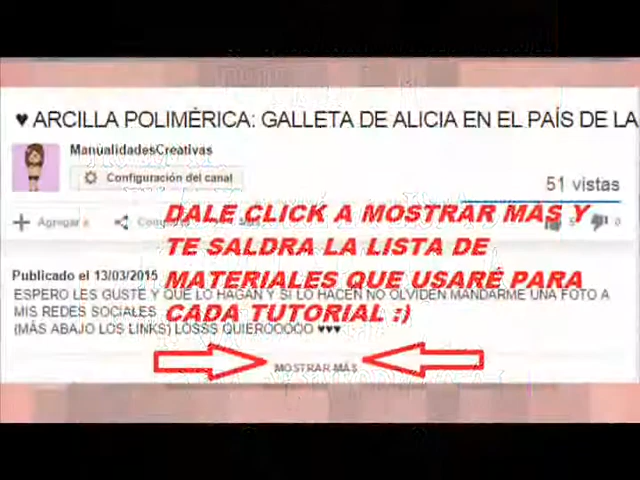 ♥ ARCILLA POLIMÉRICA: GALLETA DE ALICIA EN EL PAÍS DE LA
ManualidadesCreativas
Configuración del canal
51 vistas
Agregar a
DALE CLICK A MOSTRAR MÁS Y
TE SALDRA LA LISTA DE
MATERIALES QUE USARÉ PARA
CADA TUTORIAL :)
Publicado el 13/03/2015
ESPERO LES GUSTE Y QUE LO HAGAN Y SI LO HACEN NO OLVIDEN MANDARME UNA FOTO A
MIS REDES SOCIALES
(MÁS ABAJO LOS LINKS) LOSSS QUIEROOOOO ♥♥♥
MOSTRAR MÁS